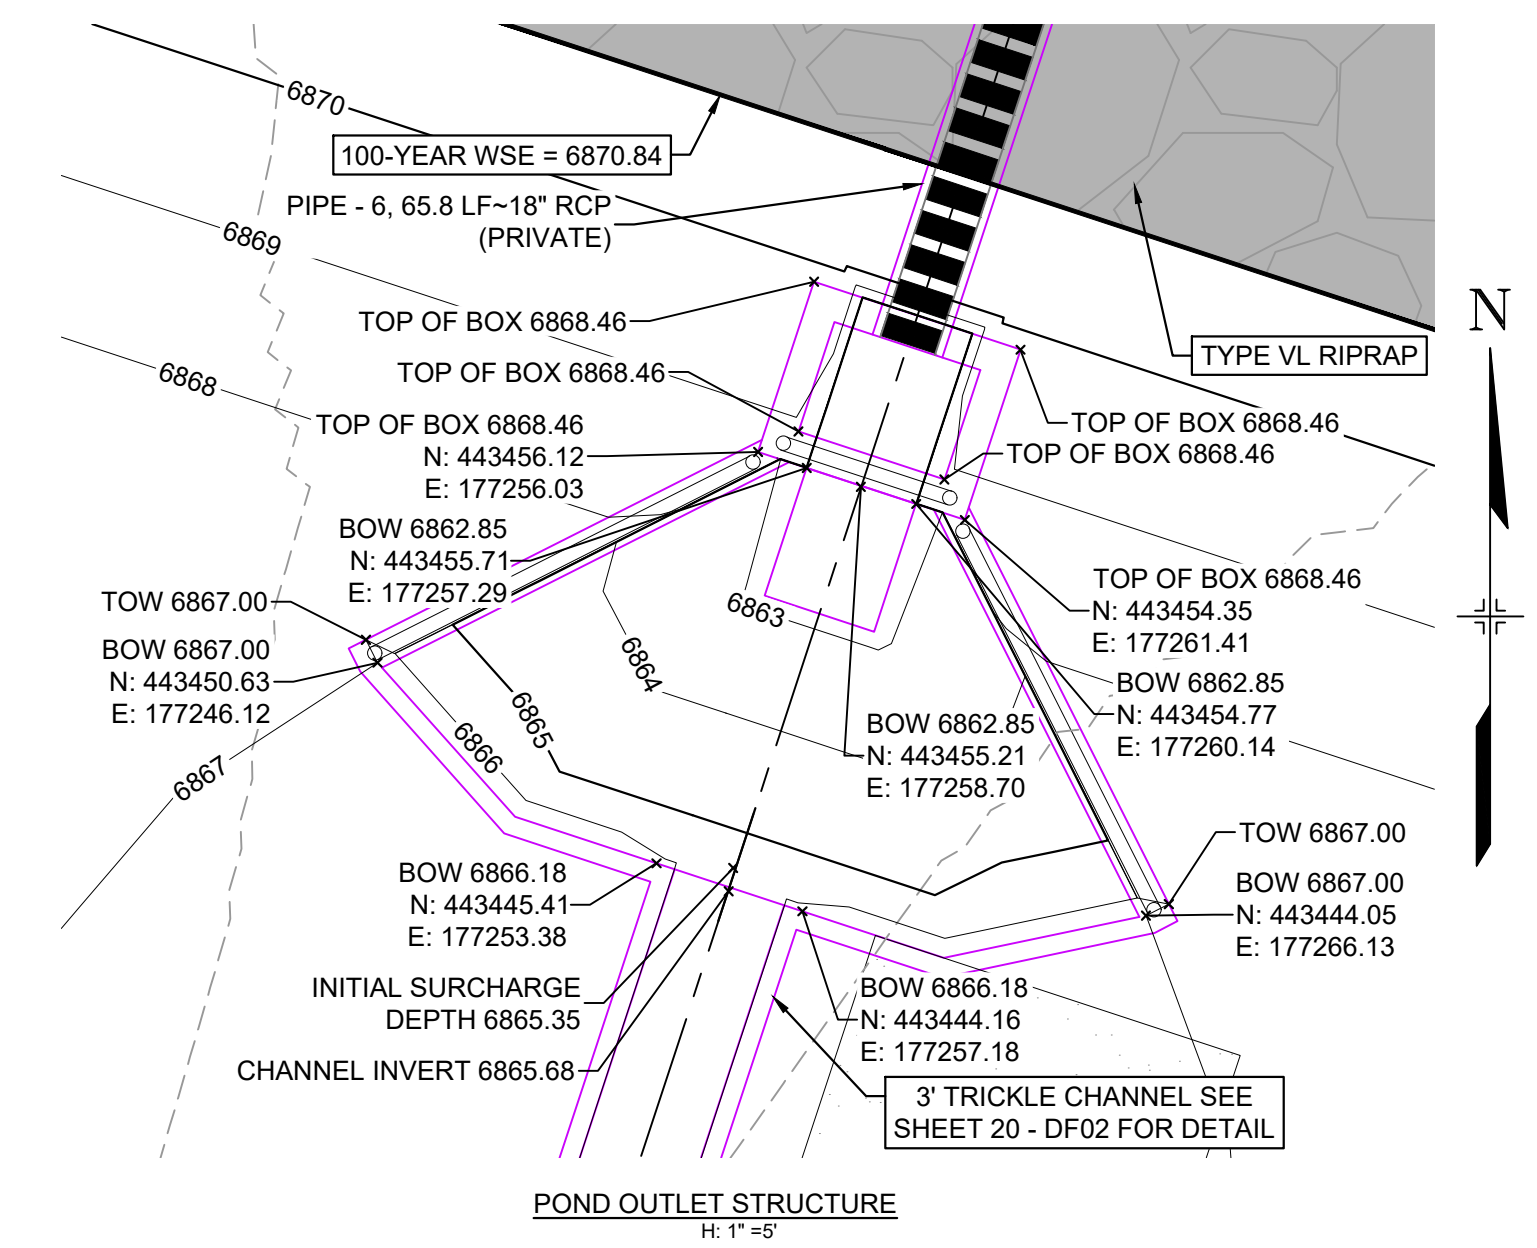 6870
100-YEAR WSE = 6870.84
PIPE - 6, 65.8 LF~18" RCP
(PRIVATE)
6869
N
TOP OF BOX 6868.46
TYPE VL RIPRAP
6868
TOP OF BOX 6868.46
TOP OF BOX 6868.46
N: 443456.12
E: 177256.03
TOP OF BOX 6868.46
TOP OF BOX 6868.46
BOW 6862.85
N: 443455.71
E: 177257.29
TOP OF BOX 6868.46
N: 443454.35
E: 177261.41
TOW 6867.00
6863
BOW 6867.00
N: 443450.63
E: 177246.12
6864
BOW 6862.85
N: 443454.77
E: 177260.14
6865
6866
BOW 6862.85
N: 443455.21
E: 177258.70
6867
TOW 6867.00
BOW 6866.18
N: 443445.41
E: 177253.38
BOW 6867.00
N: 443444.05
E: 177266.13
INITIAL SURCHARGE
DEPTH 6865.35
BOW 6866.18
N: 443444.16
E: 177257.18
CHANNEL INVERT 6865.68
3' TRICKLE CHANNEL SEE
SHEET 20 - DF02 FOR DETAIL
POND OUTLET STRUCTURE
H: 1" =5'